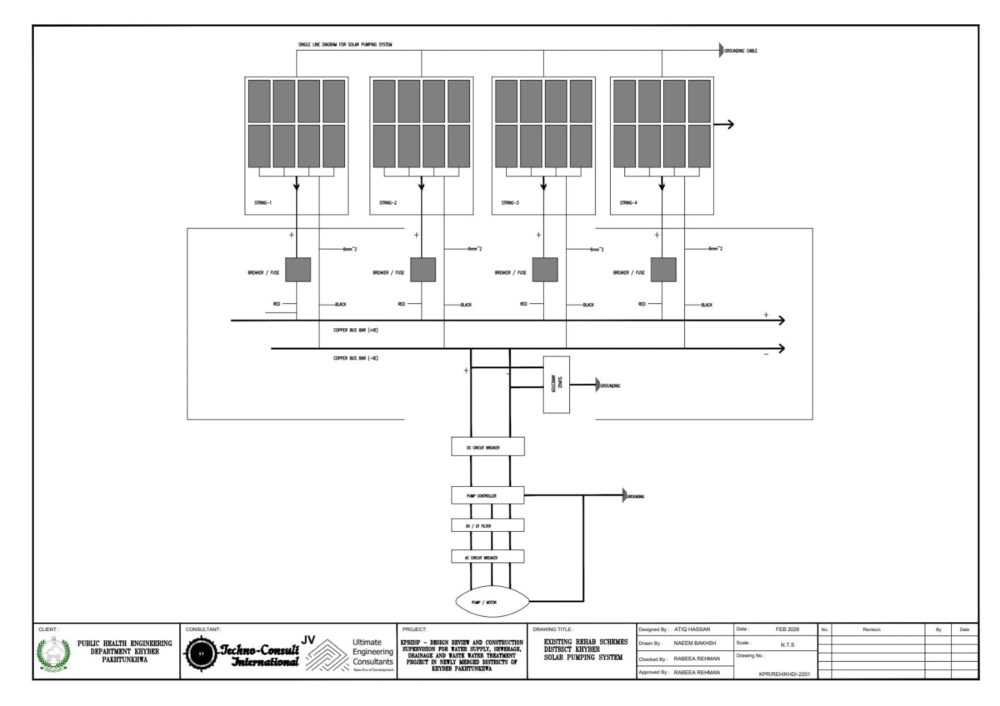 SINGLE LINE DIAGRAM FOR SOLAR PUMPING SYSTEM
GROUNDING CABLE
STRING-1
STRING-2
STRING-3
STRING-4
+
+
+
+
6mm^2
6mm^2
6mm^2
6mm^2
BREAKER / FUSE
BREAKER / FUSE
BREAKER / FUSE
BREAKER / FUSE
RED
BLACK
RED
BLACK
RED
BLACK
RED
BLACK
+
COPPER BUS BAR (+VE)
−
COPPER BUS BAR (-VE)
+
-
SURGE
ARRESTER
GROUNDING
DC CIRCUIT BREAKER
PUMP CONTROLLER
GROUNDING
DV / DT FILTER
AC CIRCUIT BREAKER
PUMP / MOTOR
CLIENT :
PUBLIC HEALTH ENGINEERING
DEPARTMENT KHYBER
PAKHTUNKHWA
CONSULTANT:
Techno-Consult
International
JV
Ultimate
Engineering
Consultants
New Era of Development
PROJECT:
KPRIISP - DESIGN REVIEW AND CONSTRUCTION
SUPERVISION FOR WATER SUPPLY, SEWERAGE,
DRAINAGE AND WASTE WATER TREATMENT
PROJECT IN NEWLY MERGED DISTRICTS OF
KHYBER PAKHTUNKHWA
DRAWING TITLE :
EXISTING REHAB SCHEMES
DISTRICT KHYBER
SOLAR PUMPING SYSTEM
Designed By : ATIQ HASSAN
Drawn By : NAEEM BAKHSH
Checked By : RABEEA REHMAN
Approved By : RABEEA REHMAN
Date : FEB 2026
Scale : N.T.S
Drawing No :
KPR/REH/KHD/-2201
No. Revision By Date